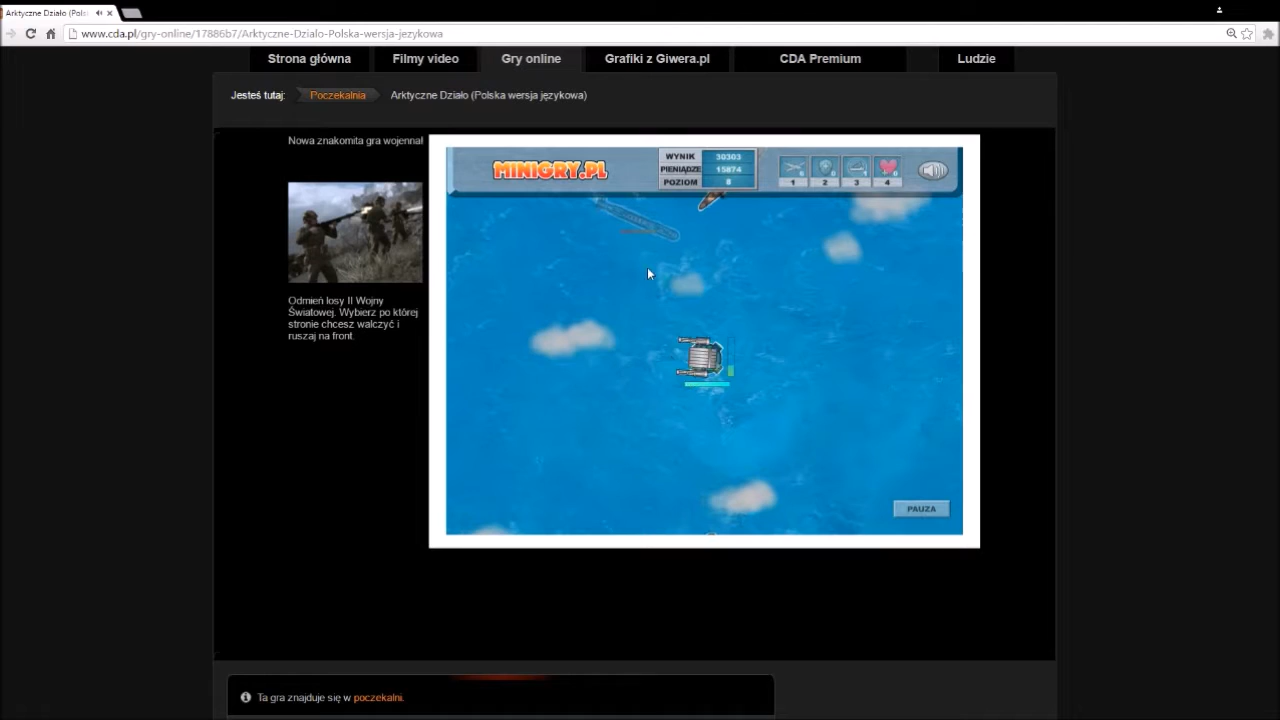 Arktyczne Działo (Pols
www.cda.pl/gry-online/17886b7/Arktyczne-Dzialo-Polska-wersja-jezykowa
Strona główna
Filmy video
Gry online
Grafiki z Giwera.pl
CDA Premium
Ludzie
Jesteś tutaj:
Poczekalnia
Arktyczne Działo (Polska wersja językowa)
Nowa znakomita gra wojenna!
Odmień losy II Wojny
Światowej. Wybierz po której
stronie chcesz walczyć i
ruszaj na front.
MINIGRY.PL
WYNIK 30303
PIENIĄDZE 15874
POZIOM 8
1 2 3 4
PAUZA
Ta gra znajduje się w poczekalni.